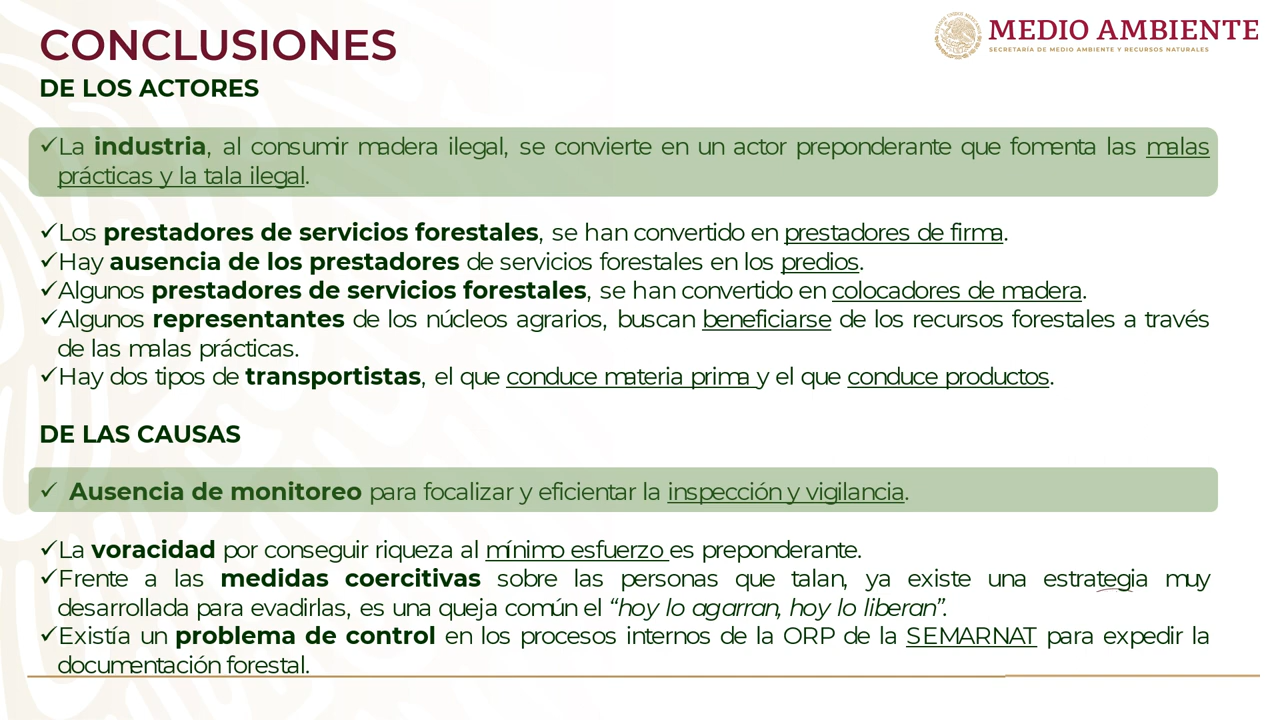 CONCLUSIONES
MEDIO AMBIENTE
SECRETARÍA DE MEDIO AMBIENTE Y RECURSOS NATURALES
DE LOS ACTORES
✓La industria, al consumir madera ilegal, se convierte en un actor preponderante que fomenta las malas
prácticas y la tala ilegal.
✓Los prestadores de servicios forestales, se han convertido en prestadores de firma.
✓Hay ausencia de los prestadores de servicios forestales en los predios.
✓Algunos prestadores de servicios forestales, se han convertido en colocadores de madera.
✓Algunos representantes de los núcleos agrarios, buscan beneficiarse de los recursos forestales a través
de las malas prácticas.
✓Hay dos tipos de transportistas, el que conduce materia prima y el que conduce productos.
DE LAS CAUSAS
✓ Ausencia de monitoreo para focalizar y eficientar la inspección y vigilancia.
✓La voracidad por conseguir riqueza al mínimo esfuerzo es preponderante.
✓Frente a las medidas coercitivas sobre las personas que talan, ya existe una estrategia muy
desarrollada para evadirlas, es una queja común el “hoy lo agarran, hoy lo liberan”.
✓Existía un problema de control en los procesos internos de la ORP de la SEMARNAT para expedir la
documentación forestal.